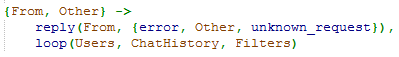 {From, Other} ->
reply(From, {error, Other, unknown_request}),
loop(Users, ChatHistory, Filters)